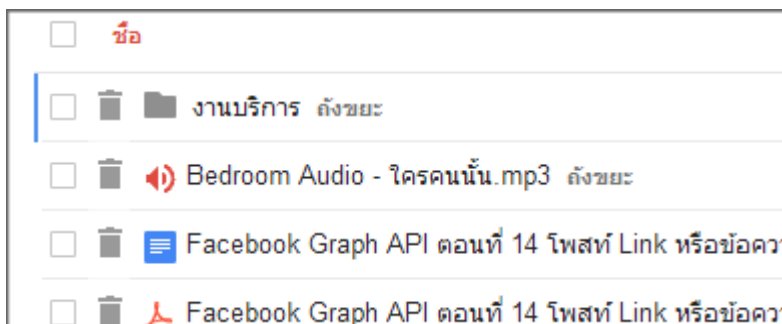 ชื่อ
งานบริการ ถังขยะ
Bedroom Audio - ใครคนนั้น.mp3 ถังขยะ
Facebook Graph API ตอนที่ 14 โพสท์ Link หรือข้อควา
Facebook Graph API ตอนที่ 14 โพสท์ Link หรือข้อควา